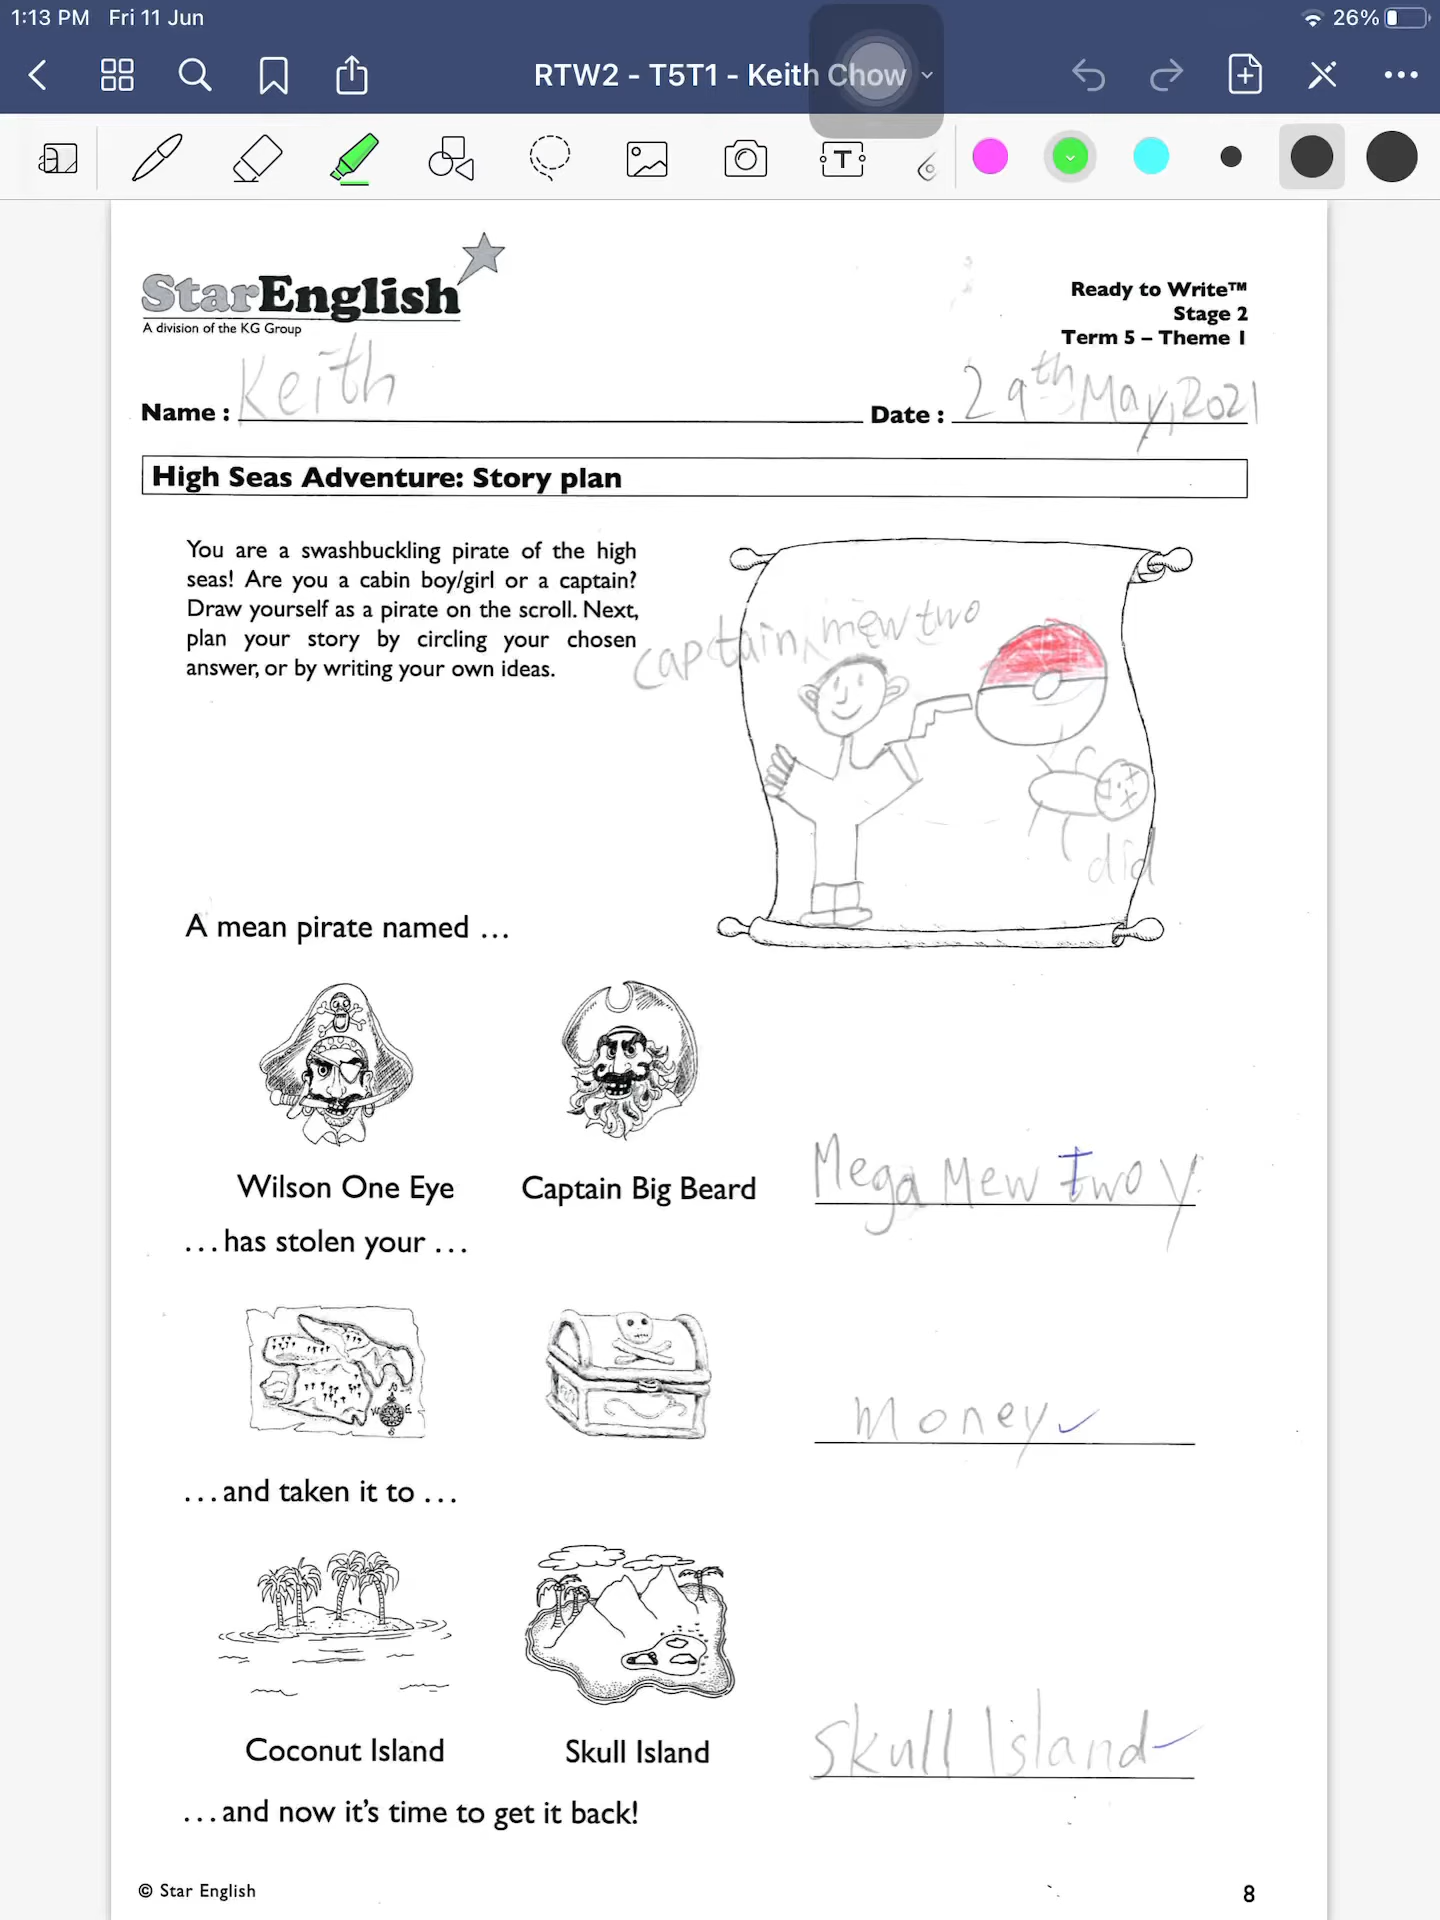 1:13 PM Fri 11 Jun 26%
RTW2 - T5T1 - Keith Chow
StarEnglish
A division of the KG Group
Ready to Write™
Stage 2
Term 5 – Theme 1
Name : Keith Date : 29th May, 2021
High Seas Adventure: Story plan
You are a swashbuckling pirate of the high
seas! Are you a cabin boy/girl or a captain?
Draw yourself as a pirate on the scroll. Next,
plan your story by circling your chosen
answer, or by writing your own ideas.
captain, mew two
did
A mean pirate named ...
Wilson One Eye Captain Big Beard Mega Mew two Y
...has stolen your ...
money
...and taken it to ...
Coconut Island Skull Island Skull Island
...and now it's time to get it back!
© Star English 8